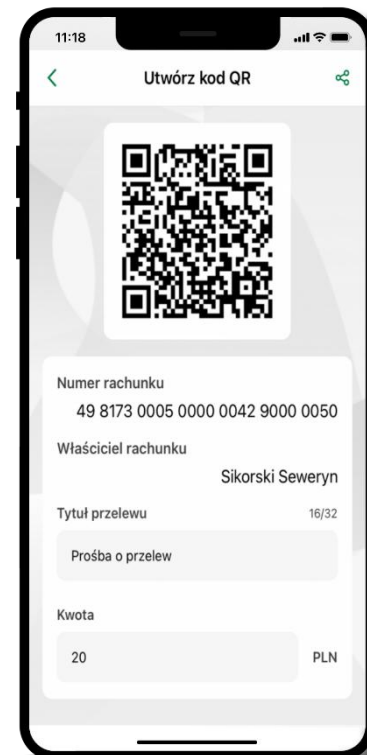 11:18
Utwórz kod QR
Numer rachunku
49 8173 0005 0000 0042 9000 0050
Właściciel rachunku
Sikorski Seweryn
Tytuł przelewu 16/32
Prośba o przelew
Kwota
20 PLN